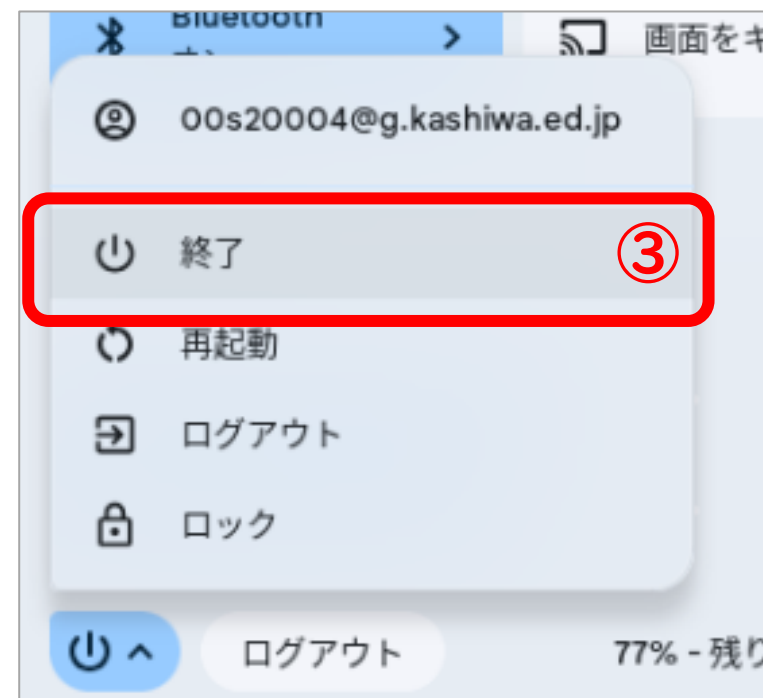 Bluetooth
画面をキ
00s20004@g.kashiwa.ed.jp
終了 ③
再起動
ログアウト
ロック
ログアウト
77% - 残り